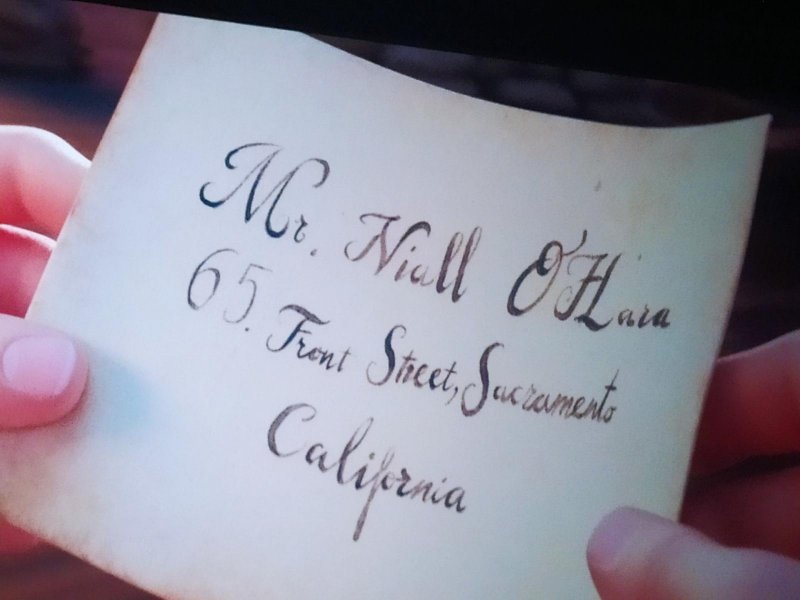 Mr. Niall O'Hara
65. Front Street, Sacramento
California